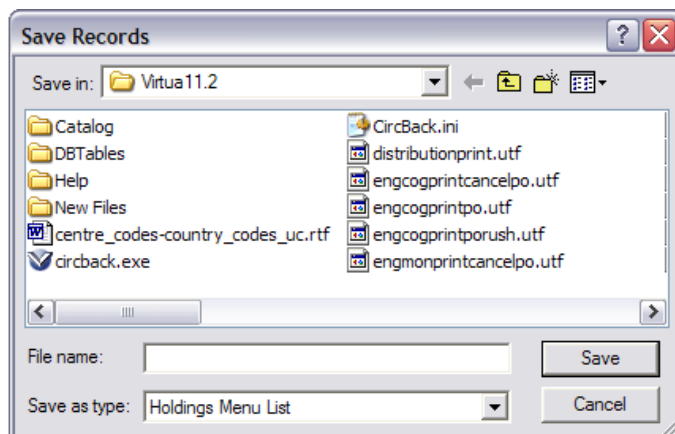 Save Records
Save in: Virtua11.2
Catalog
DBTables
Help
New Files
centre_codes-country_codes_uc.rtf
circback.exe
CircBack.ini
distributionprint.utf
engcogprintcancelpo.utf
engcogprintpo.utf
engcogprintporush.utf
engmonprintcancelpo.utf
File name:
Save
Save as type: Holdings Menu List
Cancel